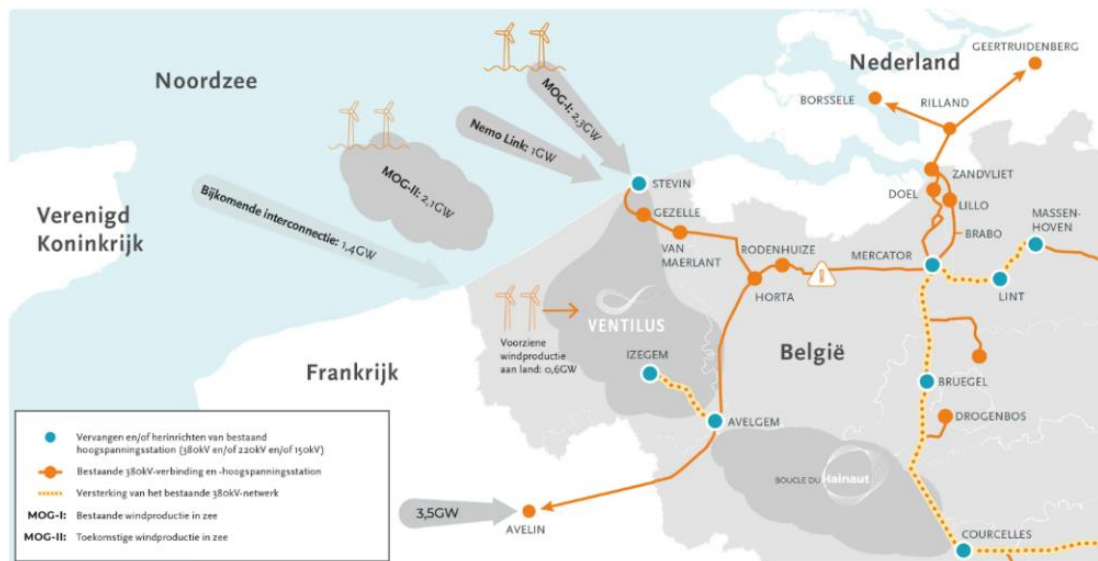 GEERTRUIDENBERG
Nederland
Noordzee
BORSSELE
RILLAND
MOG-I: 2,3GW
Nemo Link: 1GW
MOG-II: 2,1GW
ZANDVLIET
STEVIN
DOEL
LILLO
MASSEN-
HOVEN
Verenigd
Koninkrijk
Bijkomende interconnectie: 1,4GW
GEZELLE
BRABO
VAN
MAERLANT
RODENHUIZE
MERCATOR
HORTA
LINT
VENTILUS
Voorziene
windproductie
aan land: 0,6GW
IZEGEM
België
Frankrijk
BRUEGEL
AVELGEM
DROGENBOS
BOUCLE DU Hainaut
3,5GW
AVELIN
COURCELLES
Vervangen en/of herinrichten van bestaand
hoogspanningsstation (380kV en/of 220kV en/of 150kV)
Bestaande 380kV-verbinding en -hoogspanningsstation
Versterking van het bestaande 380kV-netwerk
MOG-I: Bestaande windproductie in zee
MOG-II: Toekomstige windproductie in zee